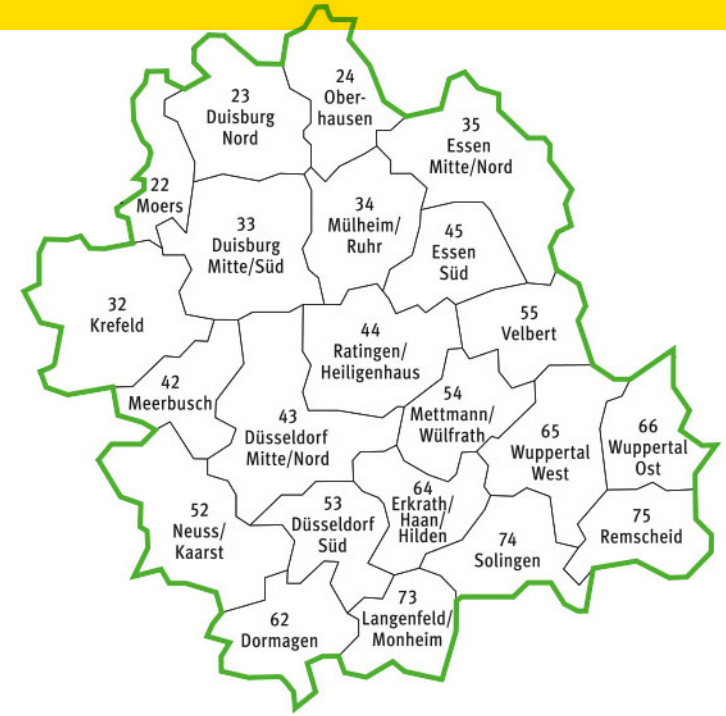 24
Ober-
hausen
23
Duisburg
Nord
35
Essen
Mitte/Nord
22
Moers
34
Mülheim/
Ruhr
33
Duisburg
Mitte/Süd
45
Essen
Süd
32
Krefeld
55
Velbert
44
Ratingen/
Heiligenhaus
42
Meerbusch
54
Mettmann/
Wülfrath
43
Düsseldorf
Mitte/Nord
65
Wuppertal
West
66
Wuppertal
Ost
52
Neuss/
Kaarst
53
Düsseldorf
Süd
64
Erkrath/
Haan/
Hilden
74
Solingen
75
Remscheid
62
Dormagen
73
Langenfeld/
Monheim